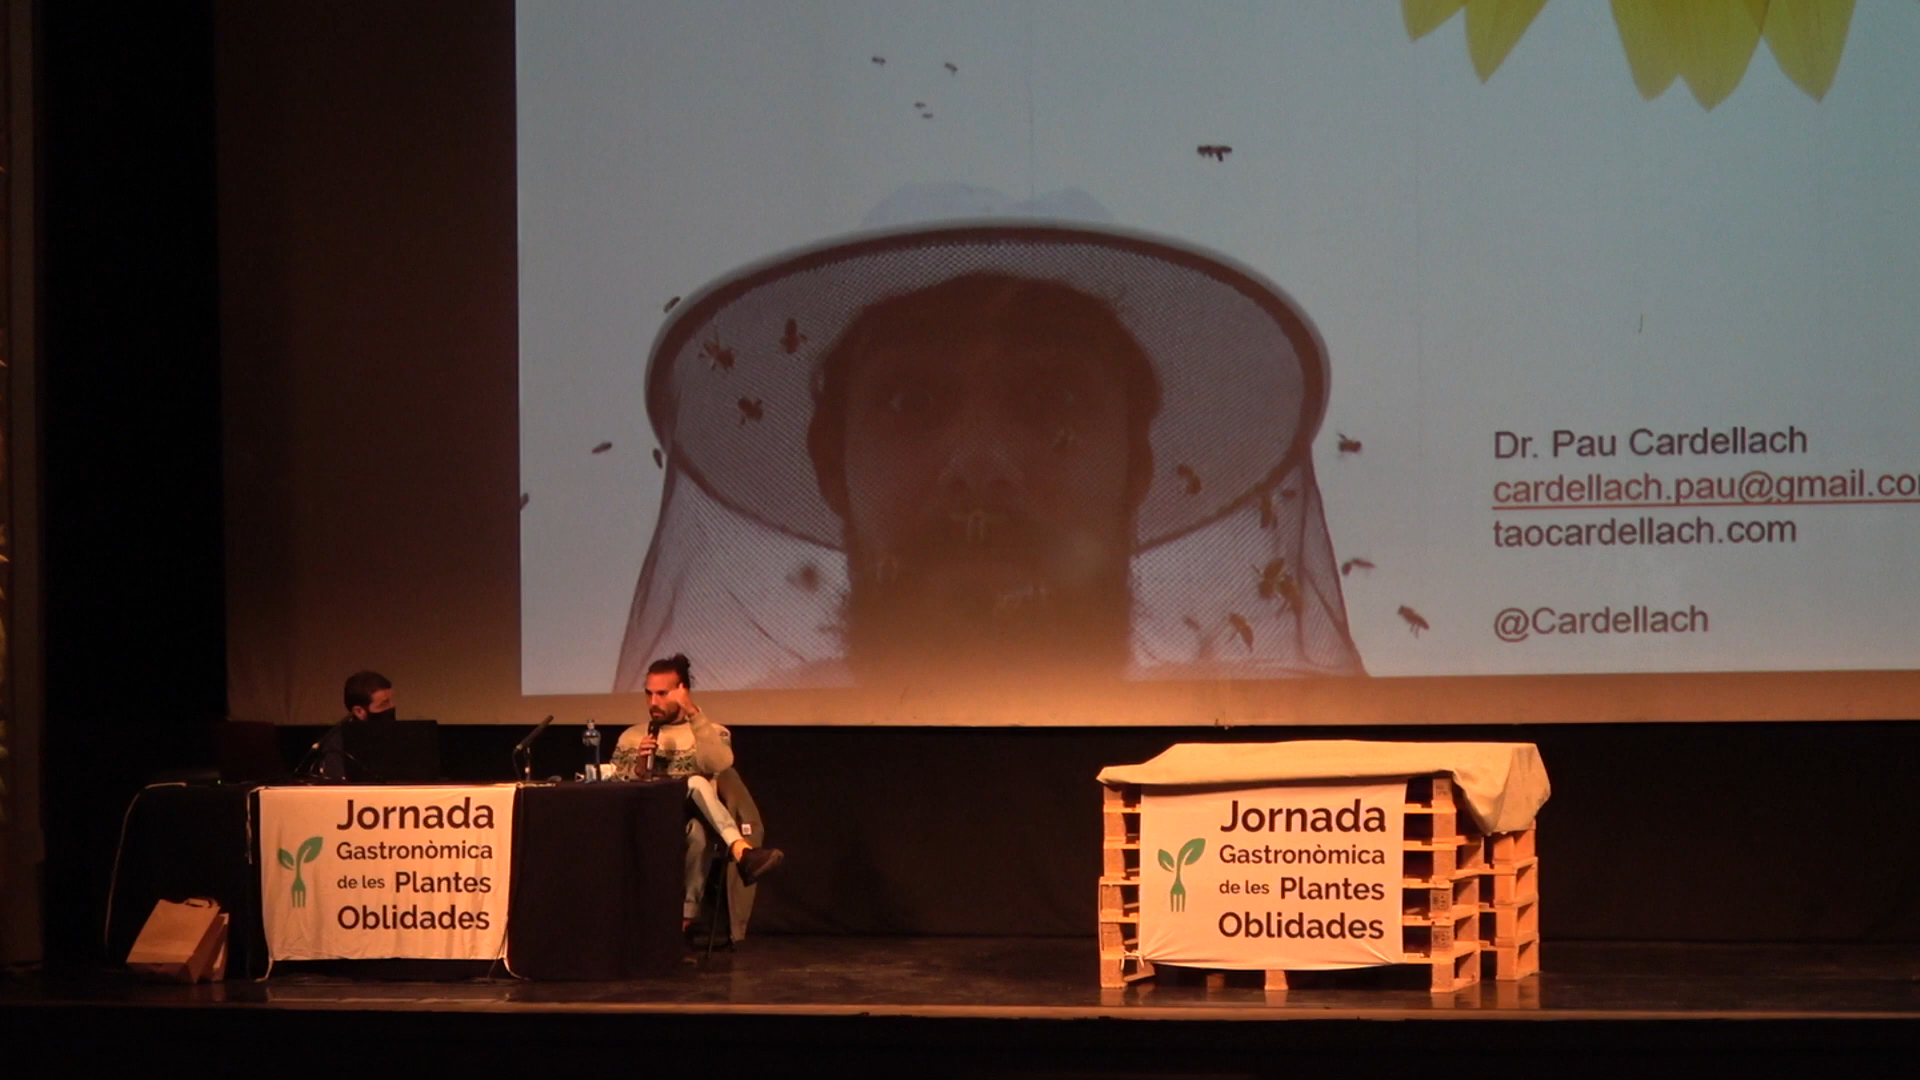 Dr. Pau Cardellach
cardellach.pau@gmail.co
taocardellach.com
@Cardellach
Jornada
Gastronòmica
de les Plantes
Oblidades
Jornada
Gastronòmica
de les Plantes
Oblidades